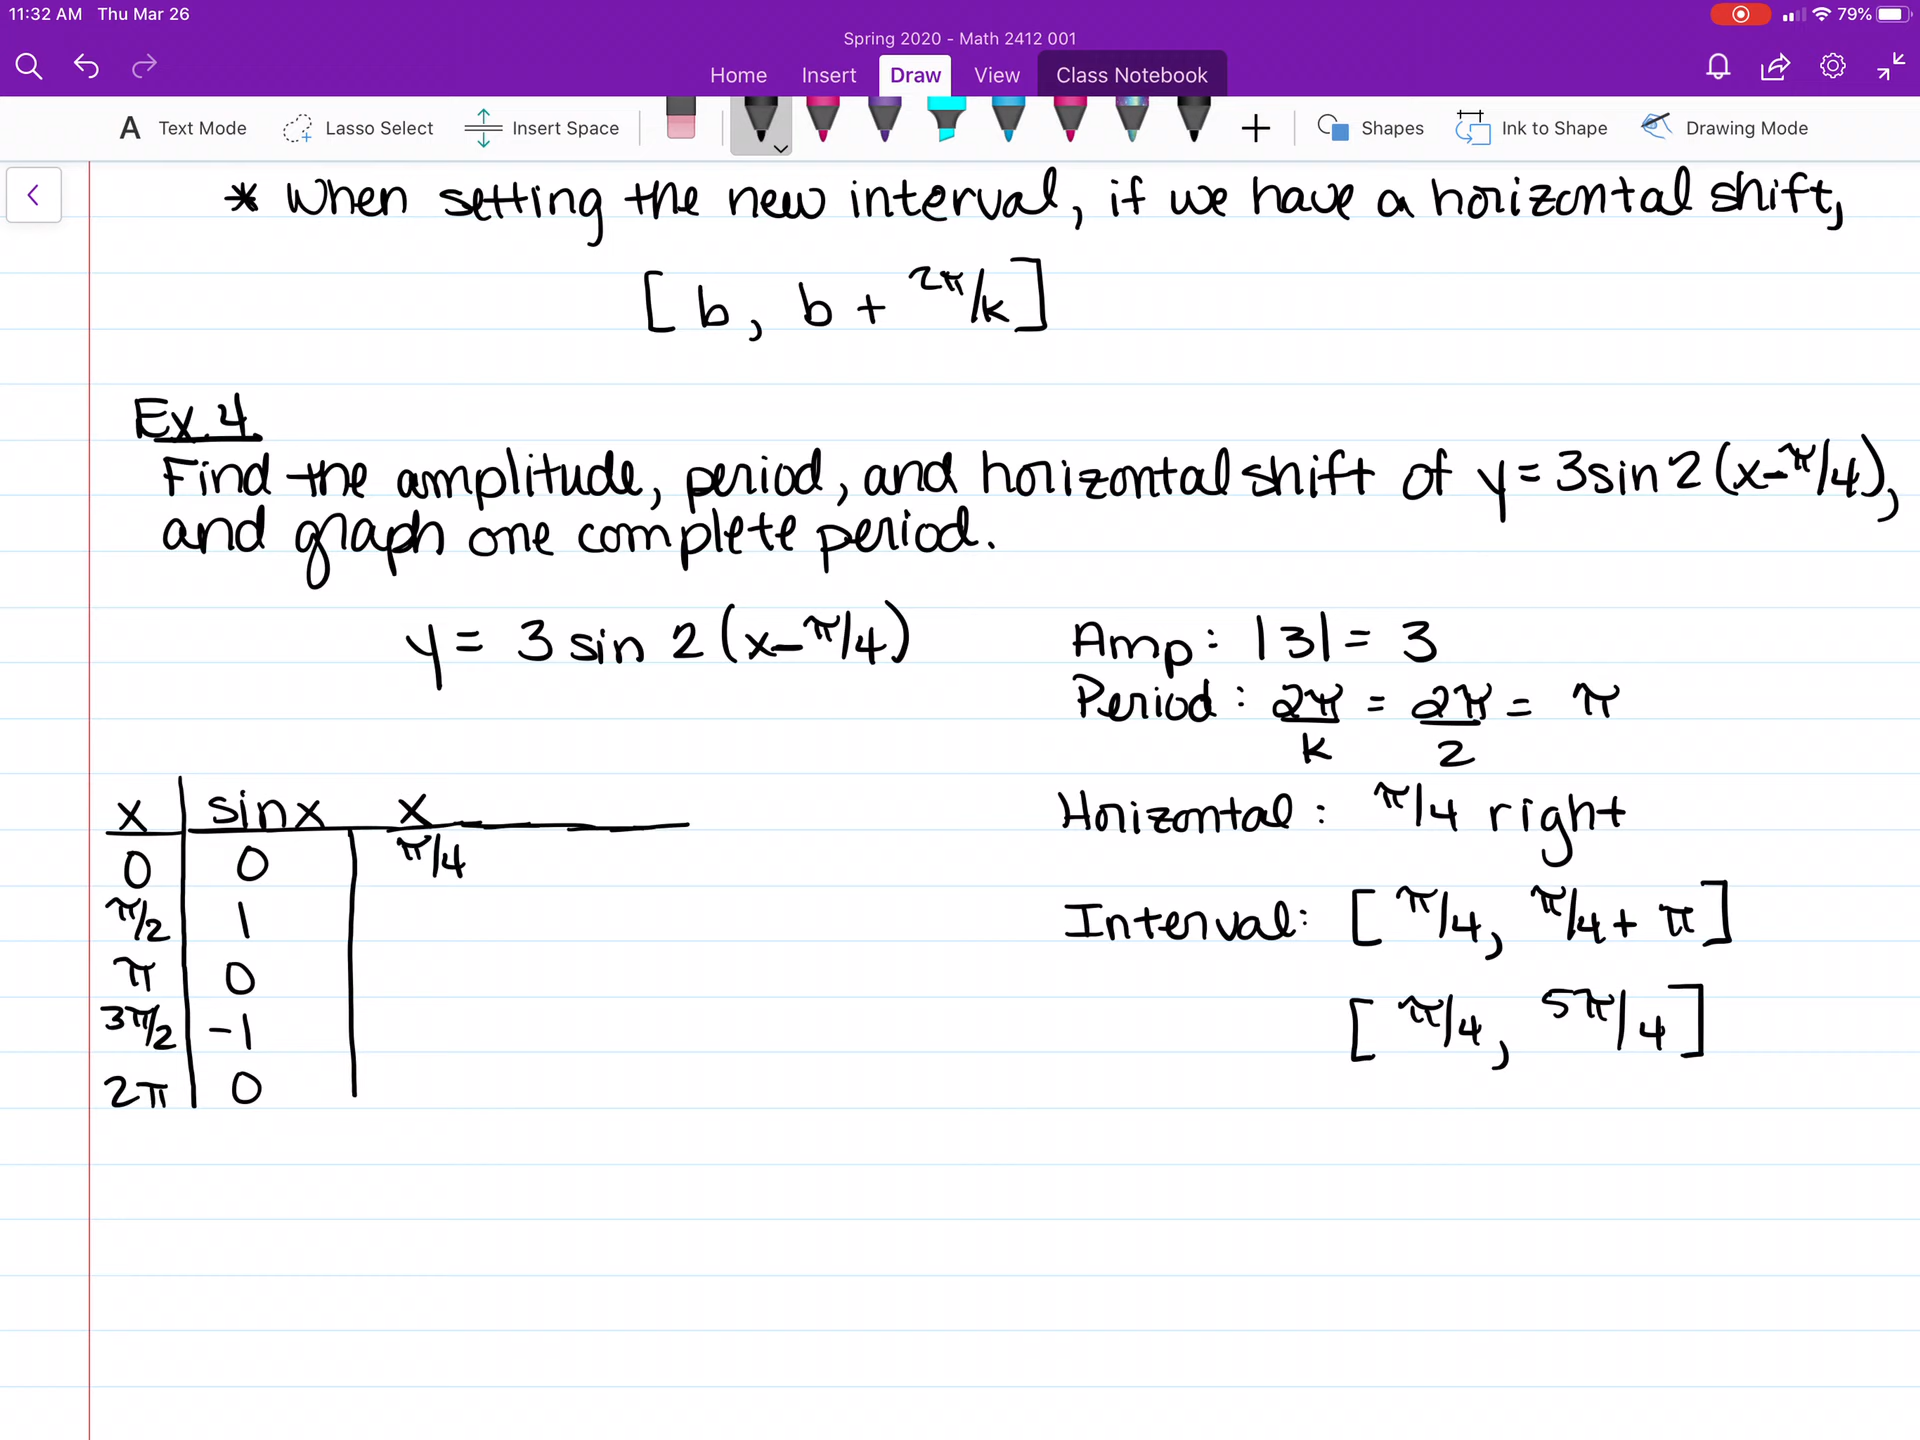 11:32 AM Thu Mar 26
79%
Spring 2020 - Math 2412 001
Home Insert Draw View Class Notebook
A Text Mode Lasso Select Insert Space Shapes Ink to Shape Drawing Mode
* When setting the new interval, if we have a horizontal shift,
[b, b + 2π/k]
Ex. 4.
Find the amplitude, period, and horizontal shift of y = 3 sin 2 (x-π/4),
and graph one complete period.
y = 3 sin 2 (x-π/4)
Amp: |3| = 3
Period: 2π/k = 2π/2 = π
Horizontal: π/4 right
Interval: [π/4, π/4 + π]
[π/4, 5π/4]
x sinx x
0 0 π/4
π/2 1
π 0
3π/2 -1
2π 0